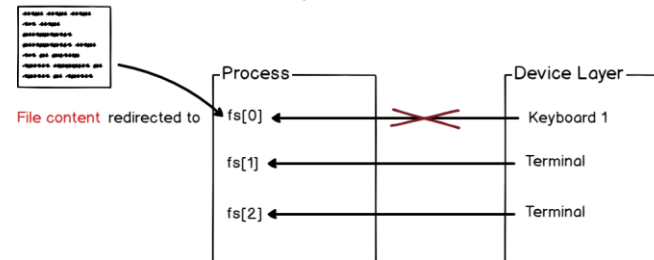 Process
Device Layer
File content redirected to
fs[0]
Keyboard 1
fs[1]
Terminal
fs[2]
Terminal